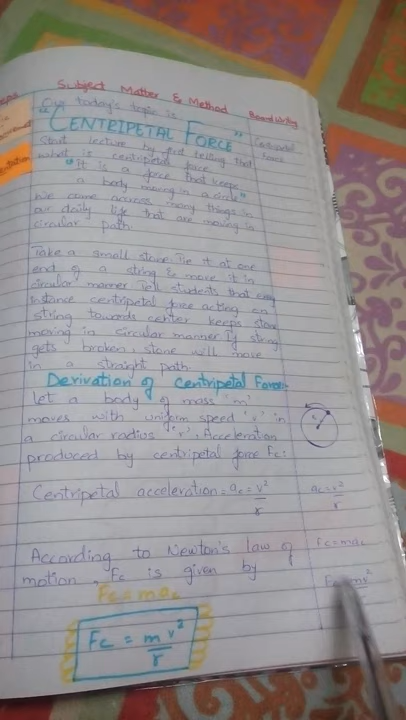 Subject Matter & Method
Board Writing
Our today's topic is
"CENTRIPETAL FORCE"
Centripetal
Force
Start lecture by first telling that
what is centripetal force
"It is a force that keeps
a body moving in a circle"
We come across many things in
our daily life that are moving in
circular path.
Take a small stone. Tie it at one
end of a string & move it in
circular manner. Tell students that
instance centripetal force acting on
string towards center keeps stone
moving in circular manner. If string
gets broken, stone will move
in a straight path
Derivation of Centripetal Force:-
Let a body of mass 'm'
moves with uniform speed 'v' in
a circular radius 'r'. Acceleration
produced by centripetal force Fc:
Centripetal acceleration = ac = v²/r
ac = v²/r
According to Newton's law of
motion, Fc is given by
Fc = mac
Fc = mac
Fc = mv²/r